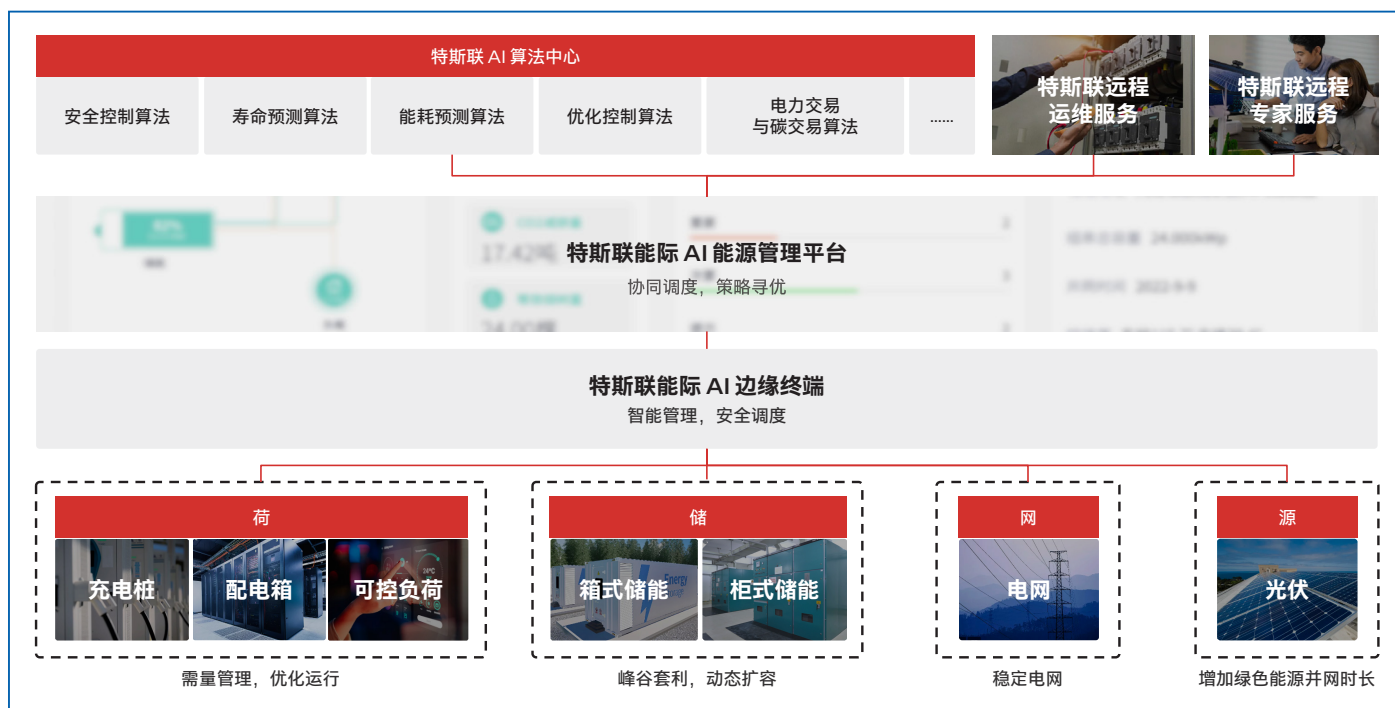 特斯联 AI 算法中心
安全控制算法
寿命预测算法
能耗预测算法
优化控制算法
电力交易
与碳交易算法
......
特斯联远程
运维服务
特斯联远程
专家服务
17.42
24.000kWp
2022-9-9
特斯联能际 AI 能源管理平台
协同调度，策略寻优
特斯联能际 AI 边缘终端
智能管理，安全调度
荷
充电桩
配电箱
可控负荷
需量管理，优化运行
储
Energy
箱式储能
柜式储能
峰谷套利，动态扩容
网
电网
稳定电网
源
光伏
增加绿色能源并网时长